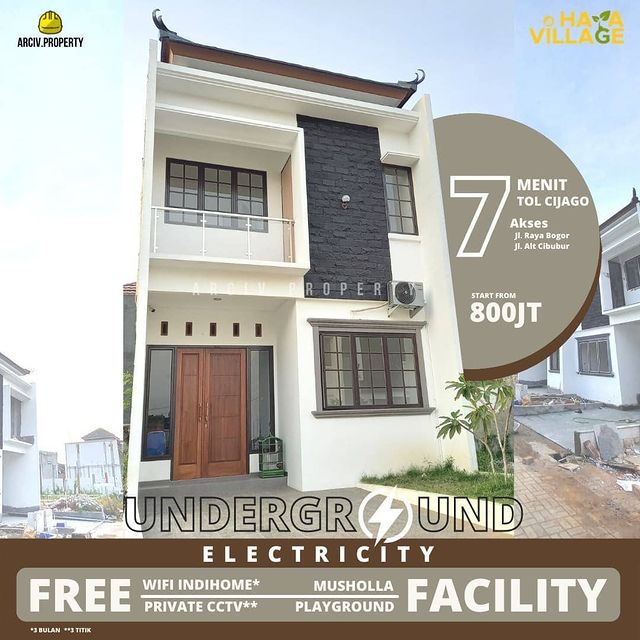 ARCIV.PROPERTY
HAYA
VILLAGE
7
MENIT
TOL CIJAGO
Akses
Jl. Raya Bogor
Jl. Alt Cibubur
START FROM
800JT
ARCIV PROPERTY
UNDERGROUND
ELECTRICITY
FREE
WIFI INDIHOME*
PRIVATE CCTV**
MUSHOLLA
PLAYGROUND
FACILITY
*3 BULAN **3 TITIK